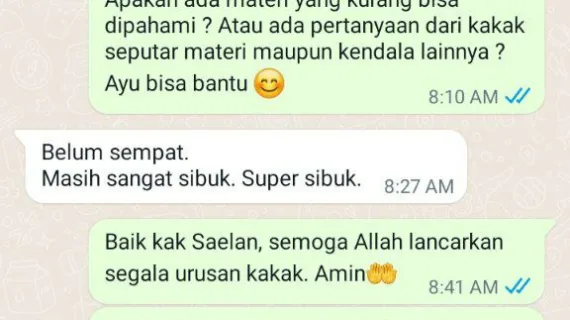 Apakah ada materi yang kurang bisa
dipahami ? Atau ada pertanyaan dari kakak
seputar materi maupun kendala lainnya ?
Ayu bisa bantu 😊
8:10 AM
Belum sempat.
Masih sangat sibuk. Super sibuk.
8:27 AM
Baik kak Saelan, semoga Allah lancarkan
segala urusan kakak. Amin🤲
8:41 AM